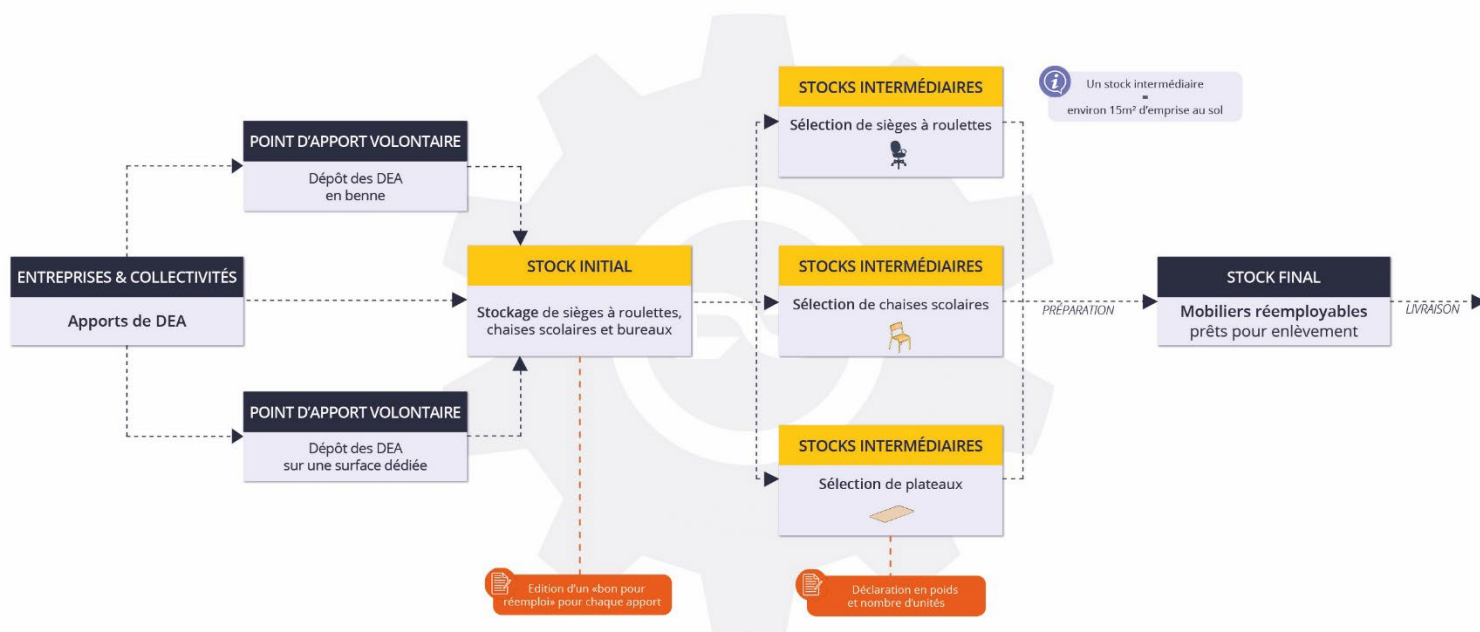 ENTREPRISES & COLLECTIVITÉS
Apports de DEA
POINT D'APPORT VOLONTAIRE
Dépôt des DEA
en benne
POINT D'APPORT VOLONTAIRE
Dépôt des DEA
sur une surface dédiée
STOCK INITIAL
Stockage de sièges à roulettes,
chaises scolaires et bureaux
Edition d'un «bon pour
réemploi» pour chaque apport
STOCKS INTERMÉDIAIRES
Sélection de sièges à roulettes
STOCKS INTERMÉDIAIRES
Sélection de chaises scolaires
STOCKS INTERMÉDIAIRES
Sélection de plateaux
Déclaration en poids
et nombre d'unités
Un stock intermédiaire
=
environ 15m² d'emprise au sol
PRÉPARATION
STOCK FINAL
Mobiliers réemployables
prêts pour enlèvement
LIVRAISON